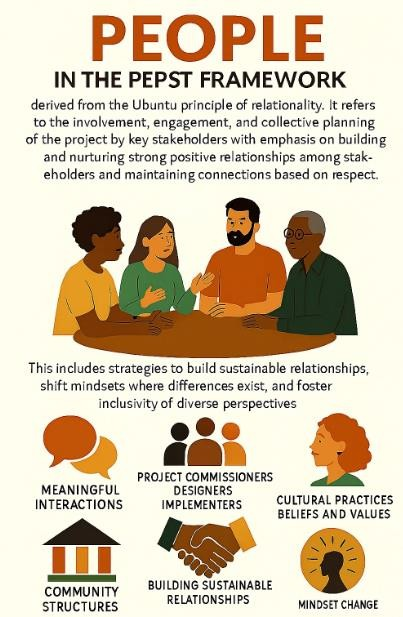 PEOPLE
IN THE PEPST FRAMEWORK
derived from the Ubuntu principle of relationality. It refers
to the involvement, engagement, and collective planning
of the project by key stakeholders with emphasis on building
and nurturing strong positive relationships among stak-
eholders and maintaining connections based on respect.
This includes strategies to build sustainable relationships,
shift mindsets where differences exist, and foster
inclusivity of diverse perspectives
MEANINGFUL
INTERACTIONS
PROJECT COMMISSIONERS
DESIGNERS
IMPLEMENTERS
CULTURAL PRACTICES
BELIEFS AND VALUES
COMMUNITY
STRUCTURES
BUILDING SUSTAINABLE
RELATIONSHIPS
MINDSET CHANGE